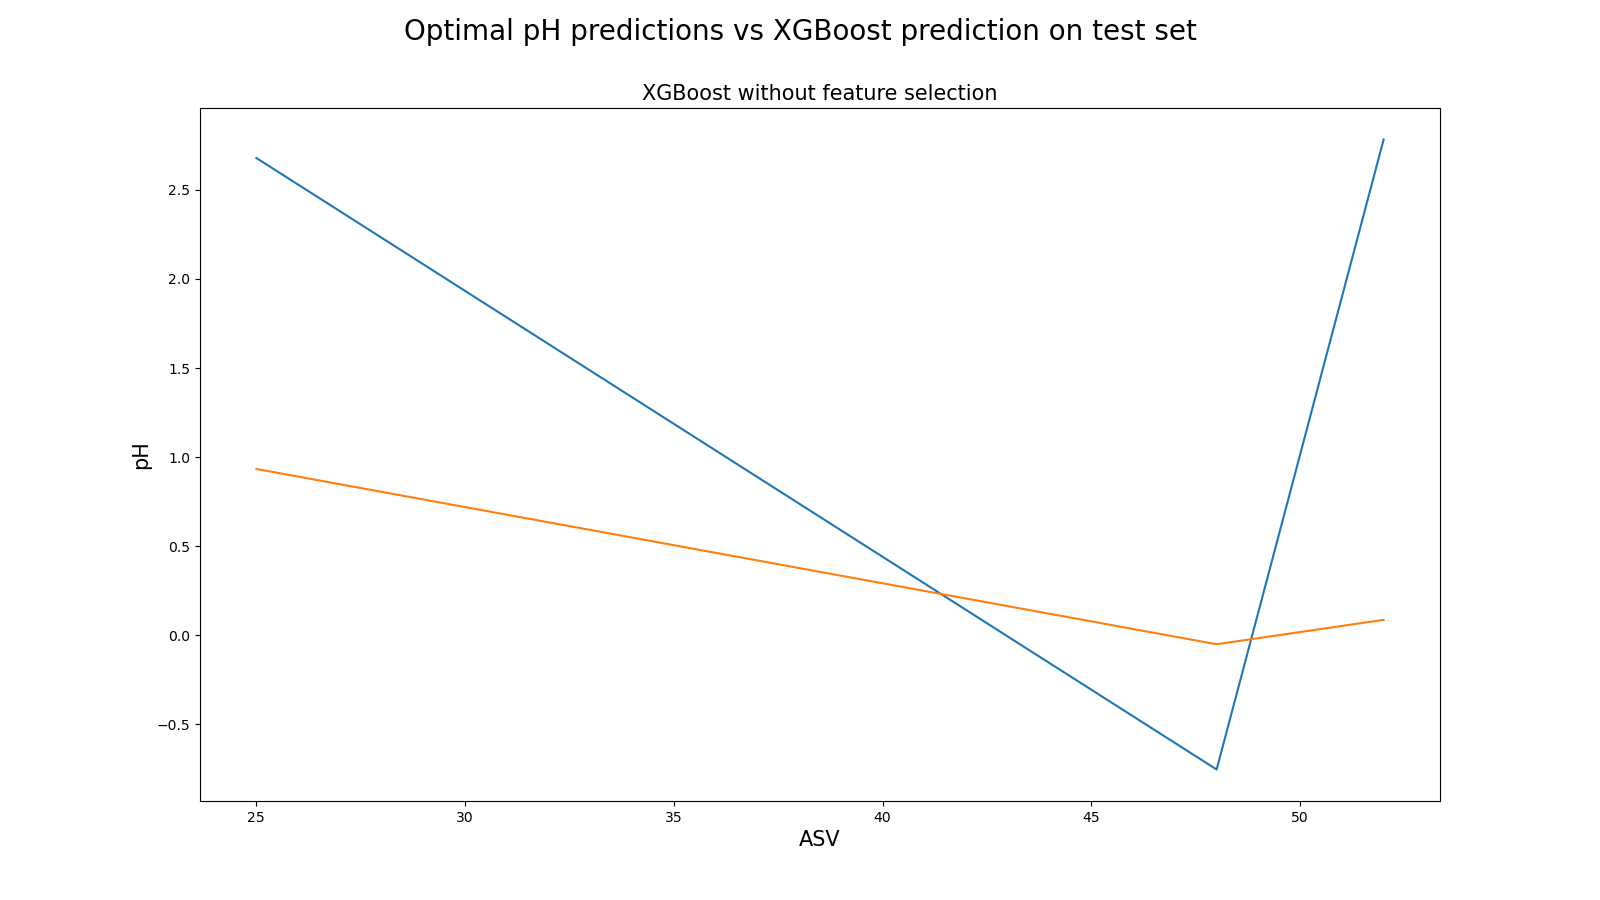 Optimal pH predictions vs XGBoost prediction on test set
XGBoost without feature selection
2.5
2.0
1.5
1.0
0.5
0.0
−0.5
pH
25 30 35 40 45 50
ASV